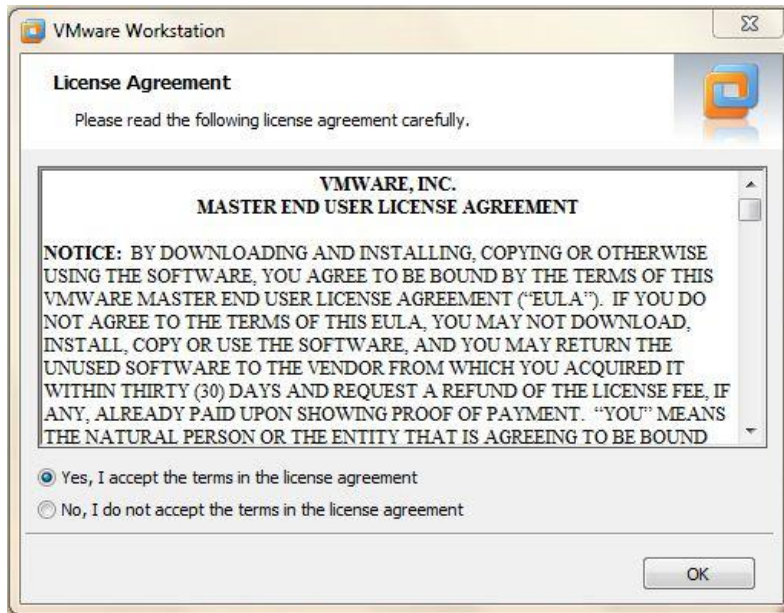 VMware Workstation
License Agreement
Please read the following license agreement carefully.
VMWARE, INC.
MASTER END USER LICENSE AGREEMENT
NOTICE: BY DOWNLOADING AND INSTALLING, COPYING OR OTHERWISE
USING THE SOFTWARE, YOU AGREE TO BE BOUND BY THE TERMS OF THIS
VMWARE MASTER END USER LICENSE AGREEMENT (“EULA”). IF YOU DO
NOT AGREE TO THE TERMS OF THIS EULA, YOU MAY NOT DOWNLOAD,
INSTALL, COPY OR USE THE SOFTWARE, AND YOU MAY RETURN THE
UNUSED SOFTWARE TO THE VENDOR FROM WHICH YOU ACQUIRED IT
WITHIN THIRTY (30) DAYS AND REQUEST A REFUND OF THE LICENSE FEE, IF
ANY, ALREADY PAID UPON SHOWING PROOF OF PAYMENT. “YOU” MEANS
THE NATURAL PERSON OR THE ENTITY THAT IS AGREEING TO BE BOUND
Yes, I accept the terms in the license agreement
No, I do not accept the terms in the license agreement
OK